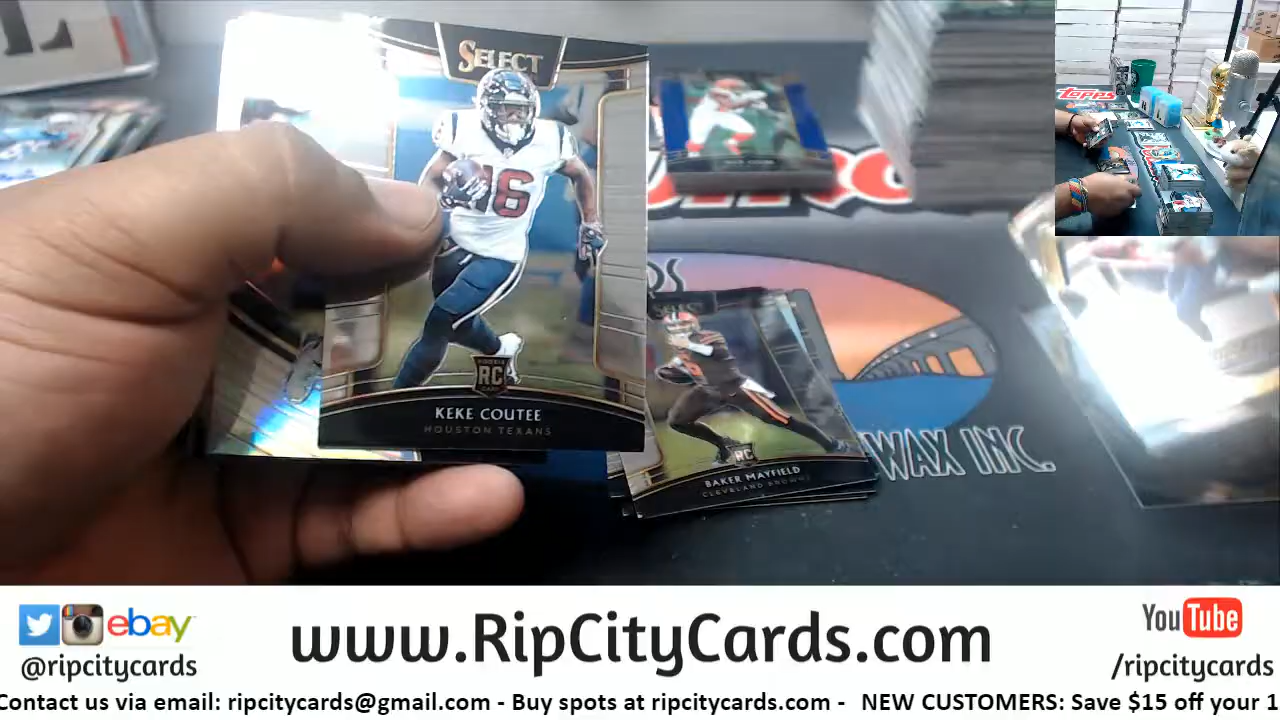 SELECT
16
RC
KEKE COUTEE
HOUSTON TEXANS
RC
BAKER MAYFIELD
CLEVELAND BROWNS
WAX INC.
TOPPS
ebay
@ripcitycards
www.RipCityCards.com
YouTube
/ripcitycards
Contact us via email: ripcitycards@gmail.com - Buy spots at ripcitycards.com - NEW CUSTOMERS: Save $15 off your 1